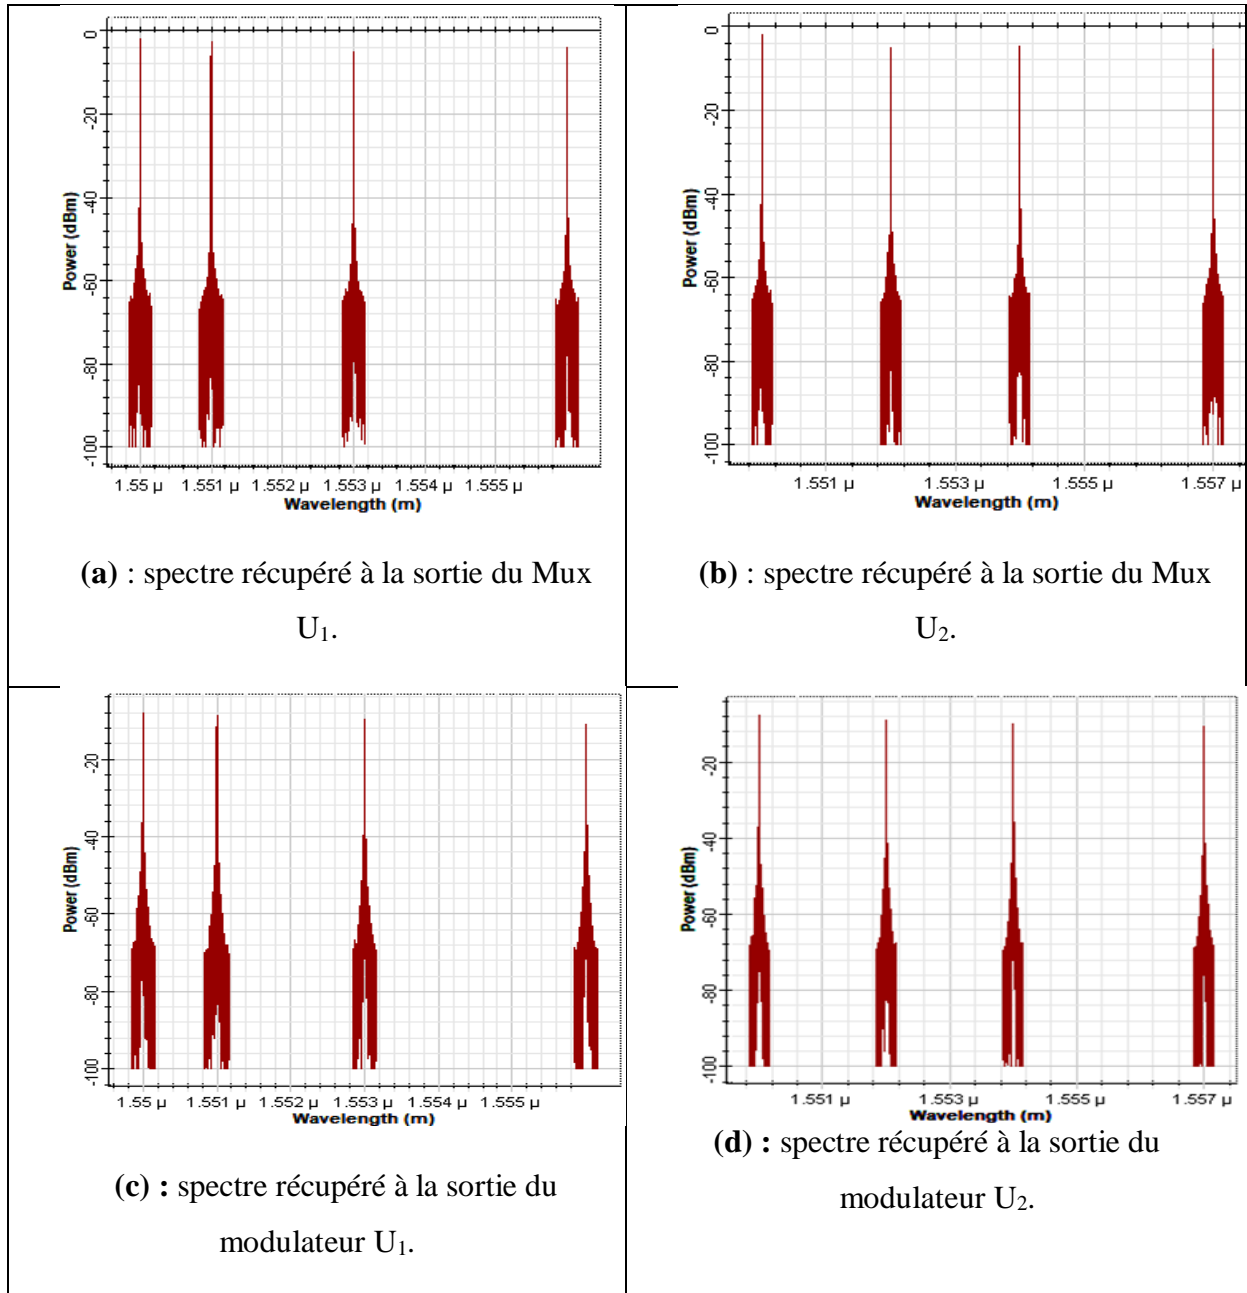 0
-20
-40
-60
-80
-100
Power (dBm)
1.55 µ 1.551 µ 1.552 µ 1.553 µ 1.554 µ 1.555 µ
Wavelength (m)
(a) : spectre récupéré à la sortie du Mux
U₁.
0
-20
-40
-60
-80
-100
Power (dBm)
1.551 µ 1.553 µ 1.555 µ 1.557 µ
Wavelength (m)
(b) : spectre récupéré à la sortie du Mux
U₂.
-20
-40
-60
-80
-100
Power (dBm)
1.55 µ 1.551 µ 1.552 µ 1.553 µ 1.554 µ 1.555 µ
Wavelength (m)
(c) : spectre récupéré à la sortie du
modulateur U₁.
-20
-40
-60
-80
-100
Power (dBm)
1.551 µ 1.553 µ 1.555 µ 1.557 µ
Wavelength (m)
(d) : spectre récupéré à la sortie du
modulateur U₂.